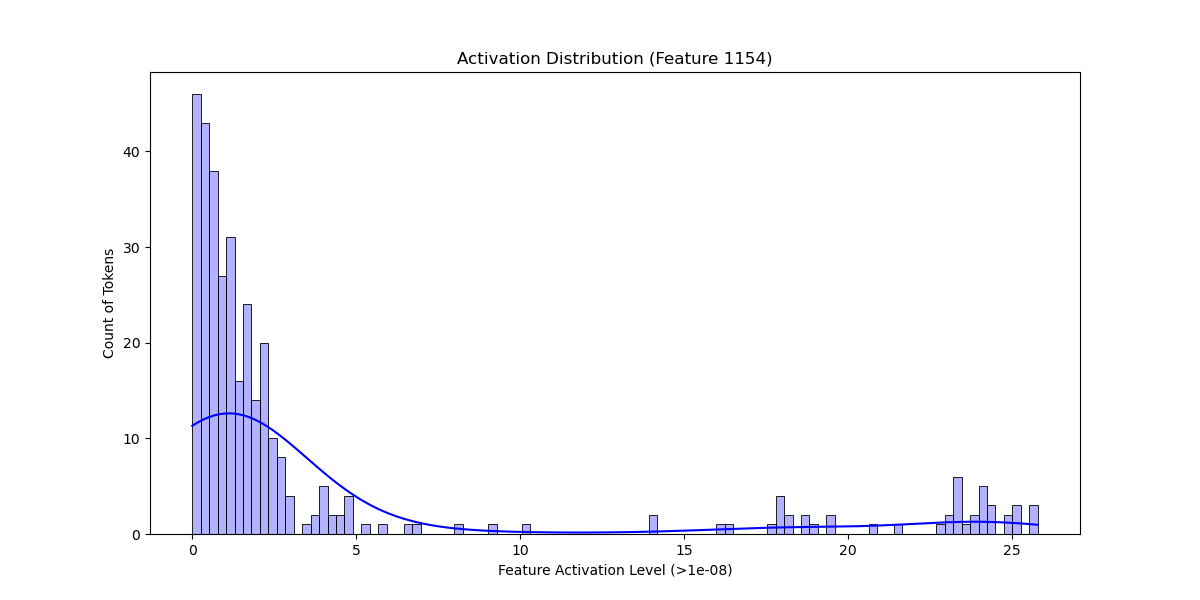 Activation Distribution (Feature 1154)
Count of Tokens
40
30
20
10
0
0 5 10 15 20 25
Feature Activation Level (>1e-08)